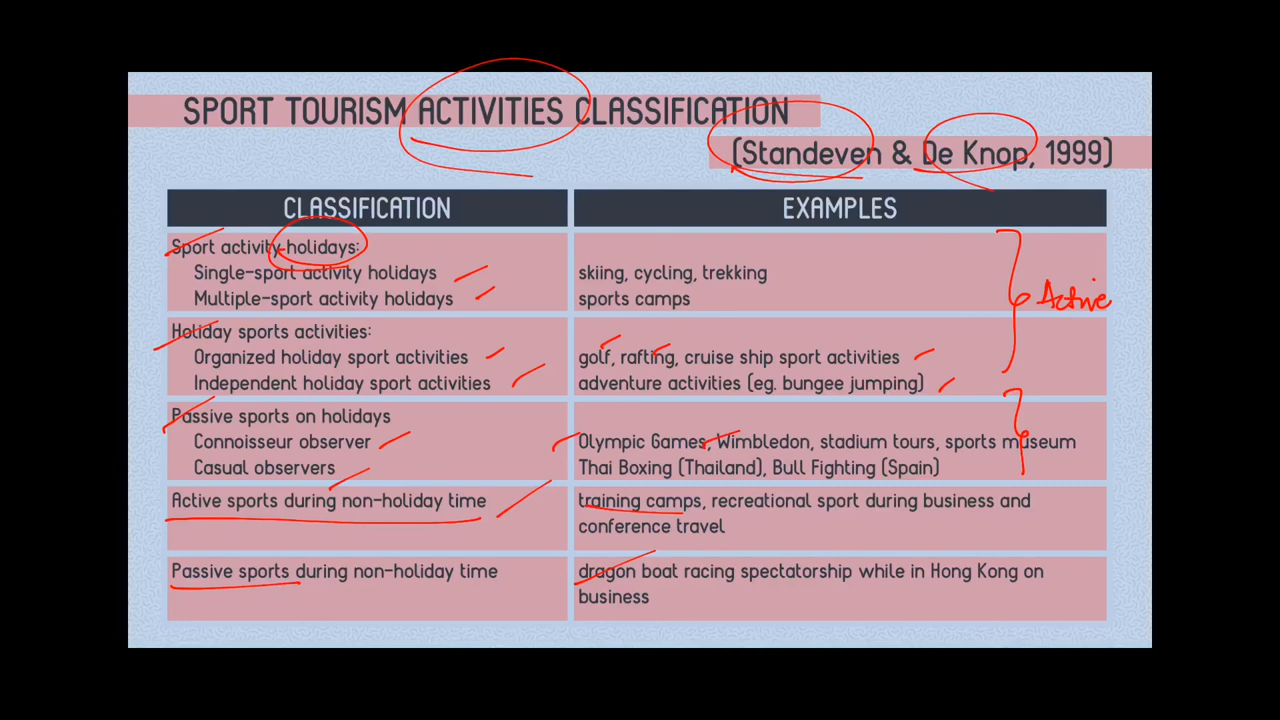 SPORT TOURISM ACTIVITIES CLASSIFICATION
(Standeven & De Knop, 1999)
CLASSIFICATION
EXAMPLES
Sport activity holidays:
Single-sport activity holidays
skiing, cycling, trekking
Multiple-sport activity holidays
sports camps
Active
Holiday sports activities:
Organized holiday sport activities
golf, rafting, cruise ship sport activities
Independent holiday sport activities
adventure activities (eg. bungee jumping)
Passive sports on holidays
Connoisseur observer
Olympic Games, Wimbledon, stadium tours, sports museum
Casual observers
Thai Boxing (Thailand), Bull Fighting (Spain)
Active sports during non-holiday time
training camps, recreational sport during business and
conference travel
Passive sports during non-holiday time
dragon boat racing spectatorship while in Hong Kong on
business